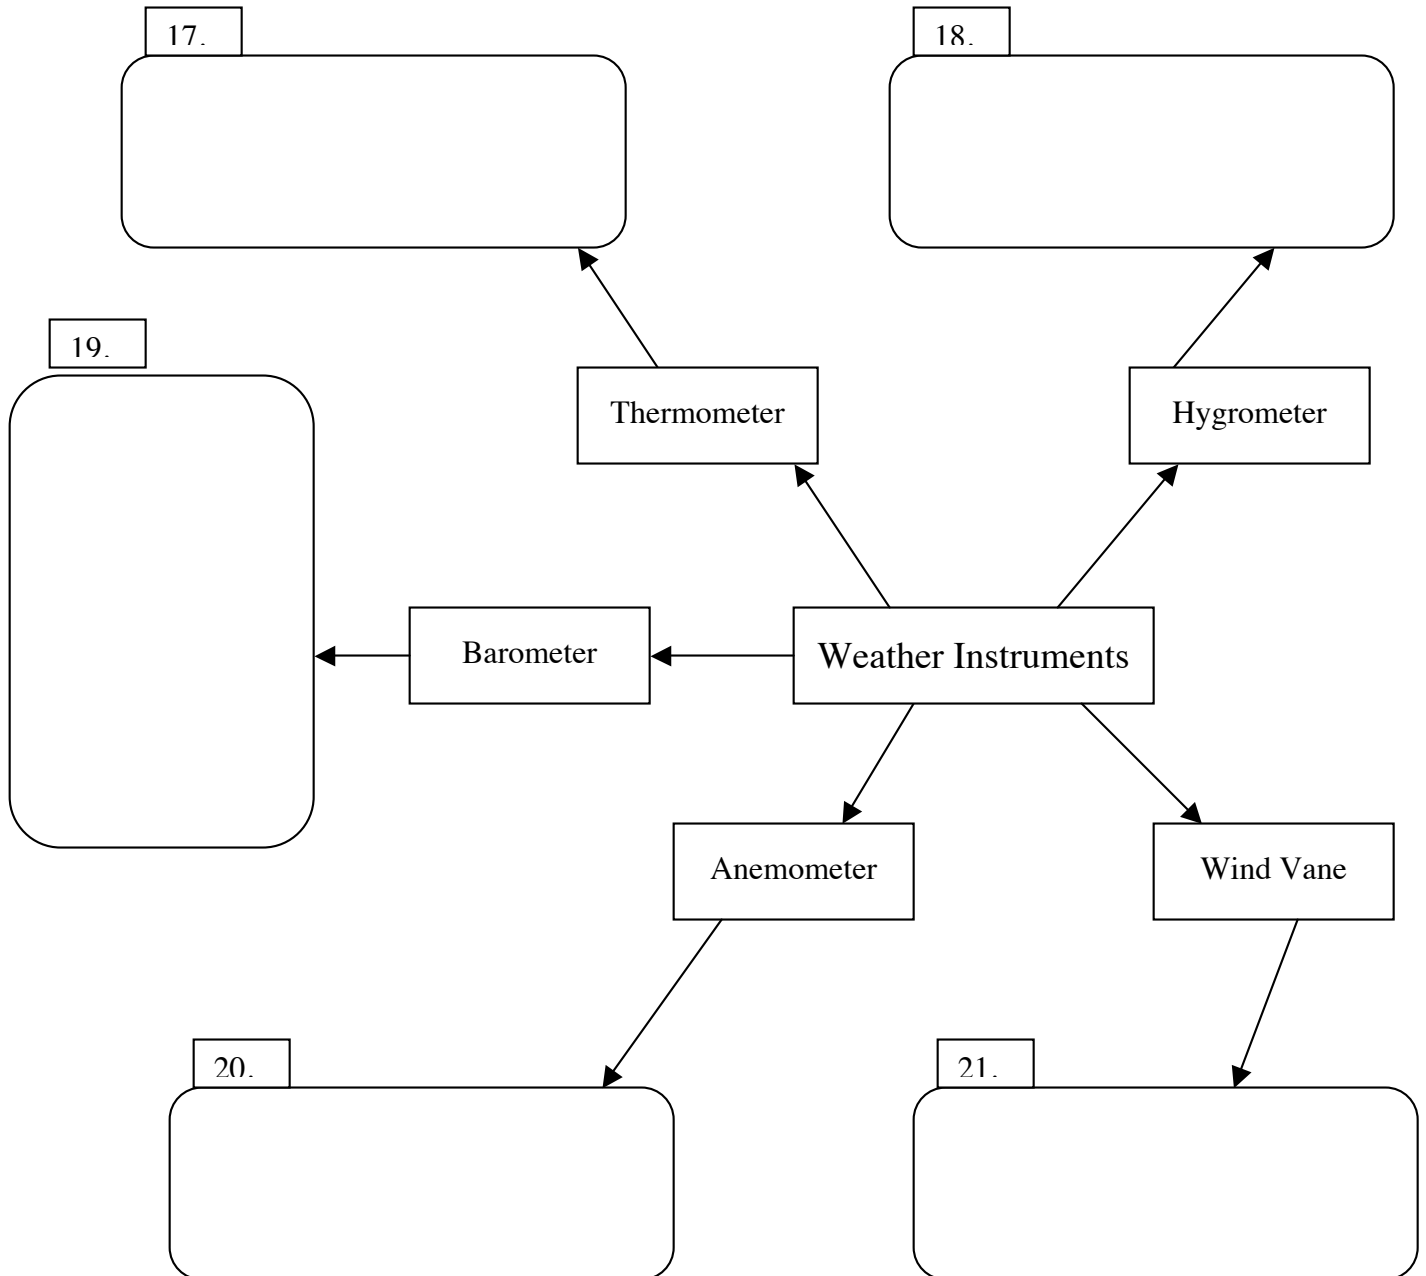 17.
18.
19.
Thermometer
Hygrometer
Barometer
Weather Instruments
Anemometer
Wind Vane
20.
21.